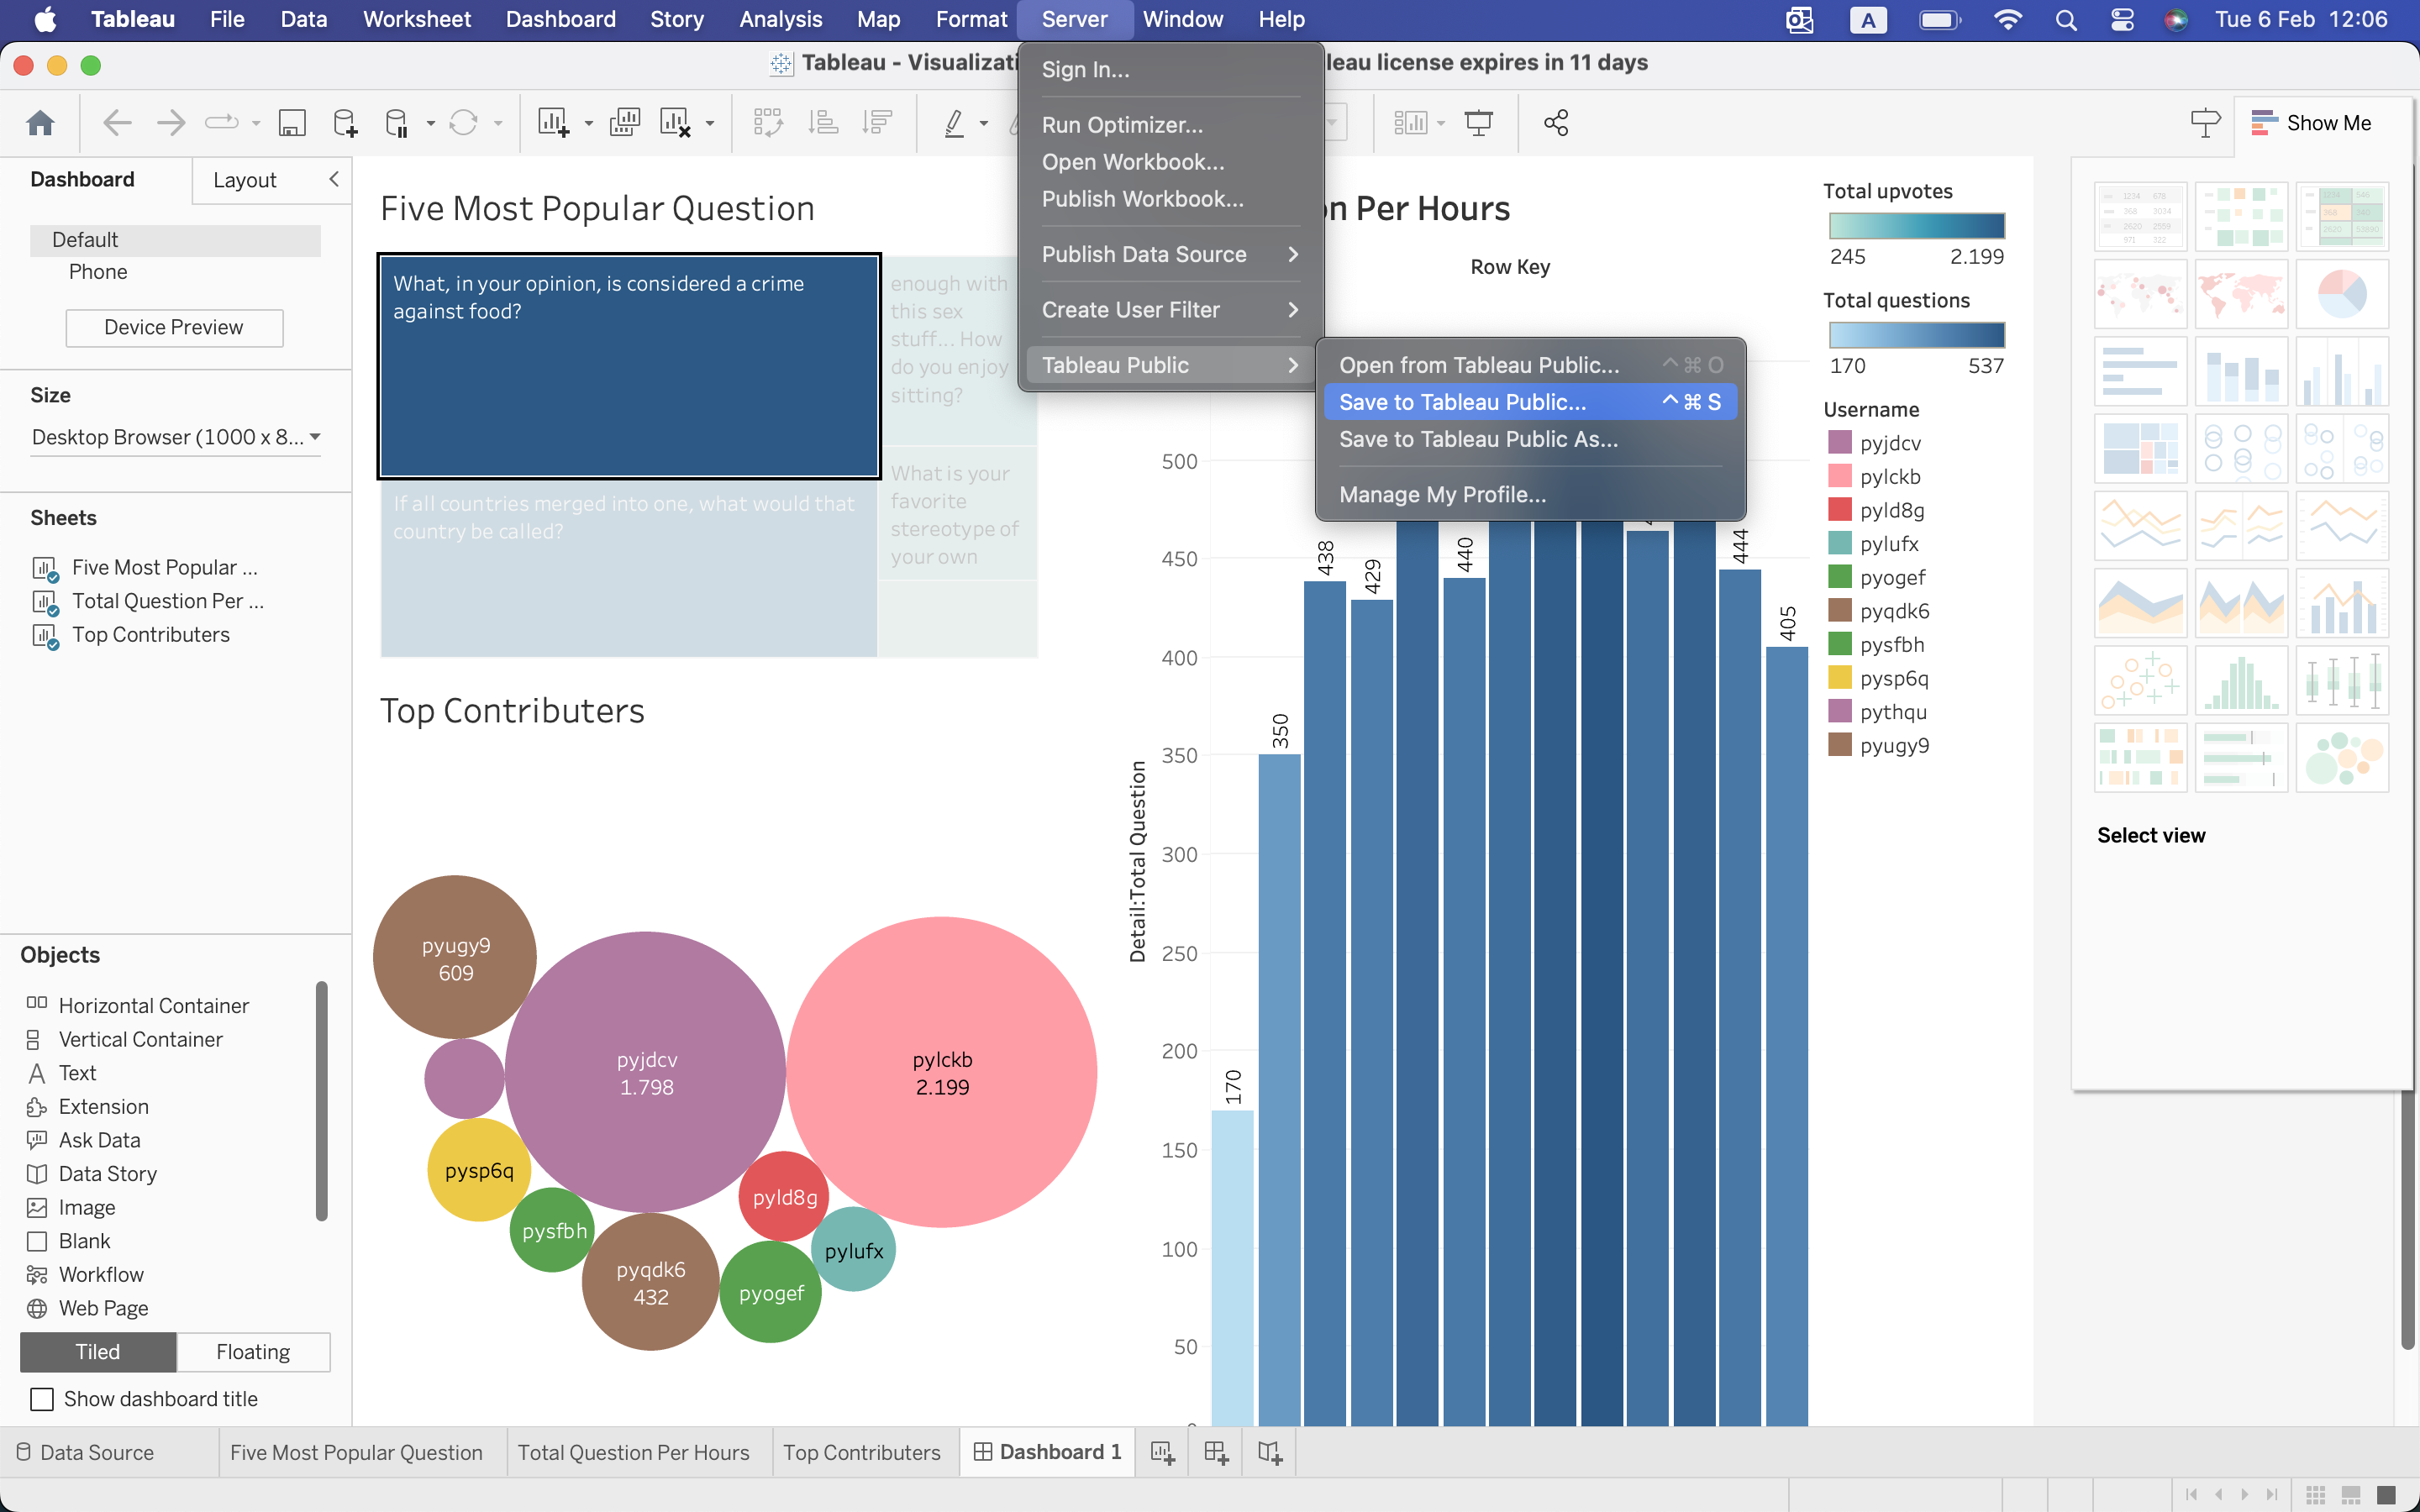 Tableau File Data Worksheet Dashboard Story Analysis Map Format Server Window Help A Tue 6 Feb 12:06
Tableau - Visualizati
leau license expires in 11 days
Show Me
Dashboard
Layout
Default
Phone
Device Preview
Size
Desktop Browser (1000 x 8...
Sheets
Five Most Popular ...
Total Question Per ...
Top Contributers
Objects
Horizontal Container
Vertical Container
Text
Extension
Ask Data
Data Story
Image
Blank
Workflow
Web Page
Tiled
Floating
Show dashboard title
Sign In...
Run Optimizer...
Open Workbook...
Publish Workbook...
Publish Data Source
Create User Filter
Tableau Public
Open from Tableau Public... ^ ⌘ O
Save to Tableau Public... ^ ⌘ S
Save to Tableau Public As...
Manage My Profile...
Five Most Popular Question
What, in your opinion, is considered a crime
against food?
enough with
this sex
stuff... How
do you enjoy
sitting?
If all countries merged into one, what would that
country be called?
What is your
favorite
stereotype of
your own
Top Contributers
pyugy9
609
pyjdcv
1.798
pylckb
2.199
pysp6q
pysfbh
pyqdk6
432
pyld8g
pyogef
pylufx
n Per Hours
Row Key
Detail:Total Question
500
450
400
350
300
250
200
150
100
50
170
350
438
429
440
444
405
Total upvotes
245 2.199
Total questions
170 537
Username
pyjdcv
pylckb
pyld8g
pylufx
pyogef
pyqdk6
pysfbh
pysp6q
pythqu
pyugy9
Select view
Data Source
Five Most Popular Question
Total Question Per Hours
Top Contributers
Dashboard 1